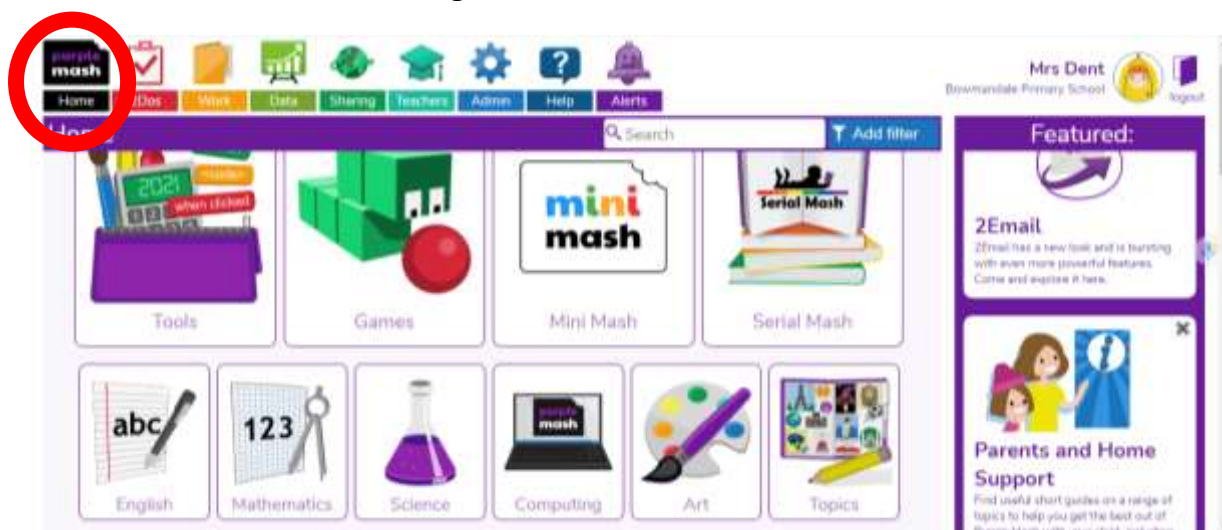 purple
mash
Home
2Dos
Work
Data
Sharing
Teachers
Admin
Help
Alerts
Mrs Dent
Bowmandale Primary School
logout
Home
Search
Add filter
Featured:
2021
when clicked
mini
mash
Serial Mash
Tools
Games
Mini Mash
Serial Mash
2Email
2Email has a new look and is bursting
with even more powerful features.
Come and explore it here.
abc
123
purple
mash
English
Mathematics
Science
Computing
Art
Topics
Parents and Home
Support
Find useful short guides on a range of
topics to help you get the best out of